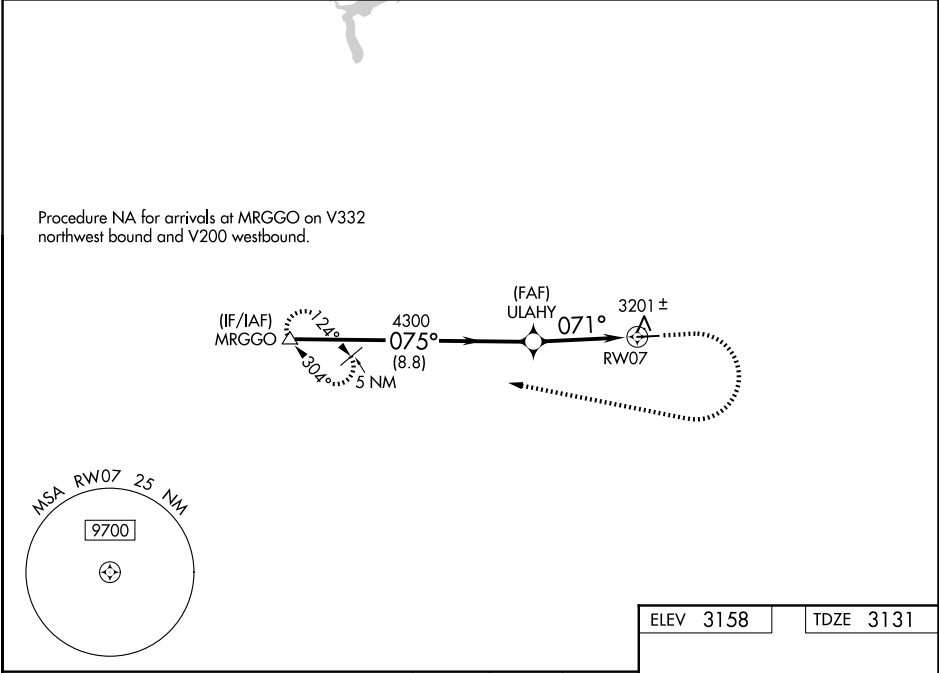 Procedure NA for arrivals at MRGGO on V332
northwest bound and V200 westbound.
(IF/IAF)
MRGGO
124°
304°
5 NM
4300
075°
(8.8)
(FAF)
ULAHY
071°
3201 ±
RW07
MSA RW07 25 NM
9700
ELEV 3158
TDZE 3131